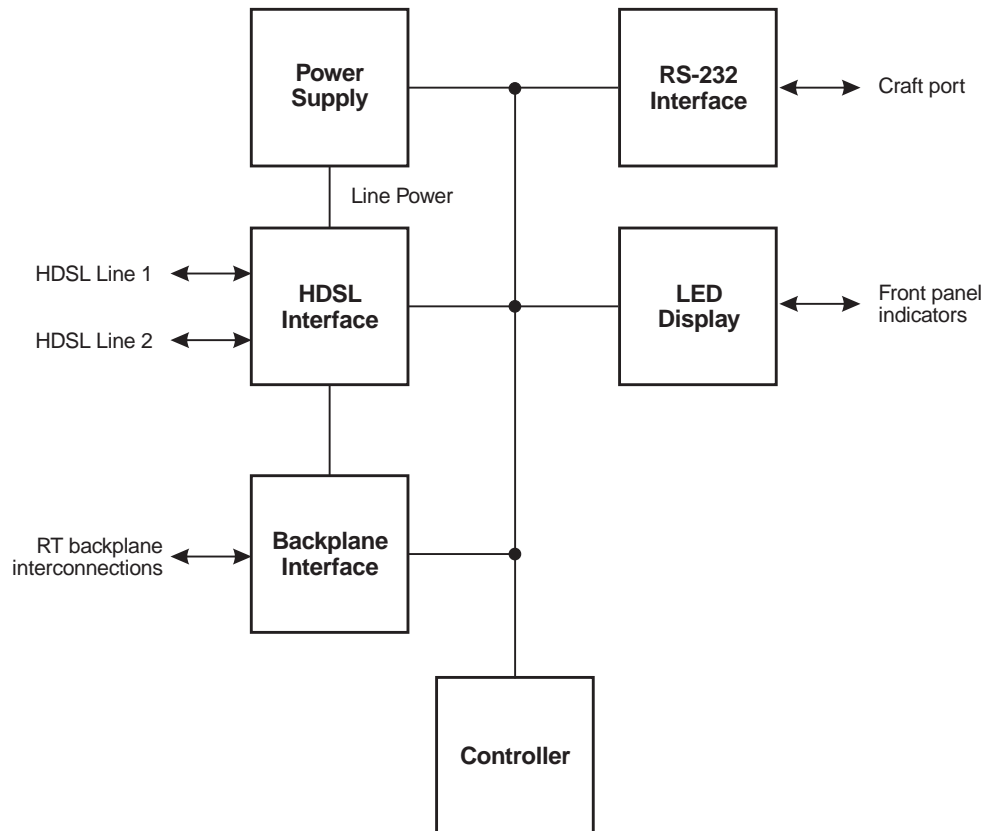 Power
Supply
RS-232
Interface
Craft port
Line Power
HDSL Line 1
HDSL
Interface
LED
Display
Front panel
indicators
HDSL Line 2
RT backplane
interconnections
Backplane
Interface
Controller